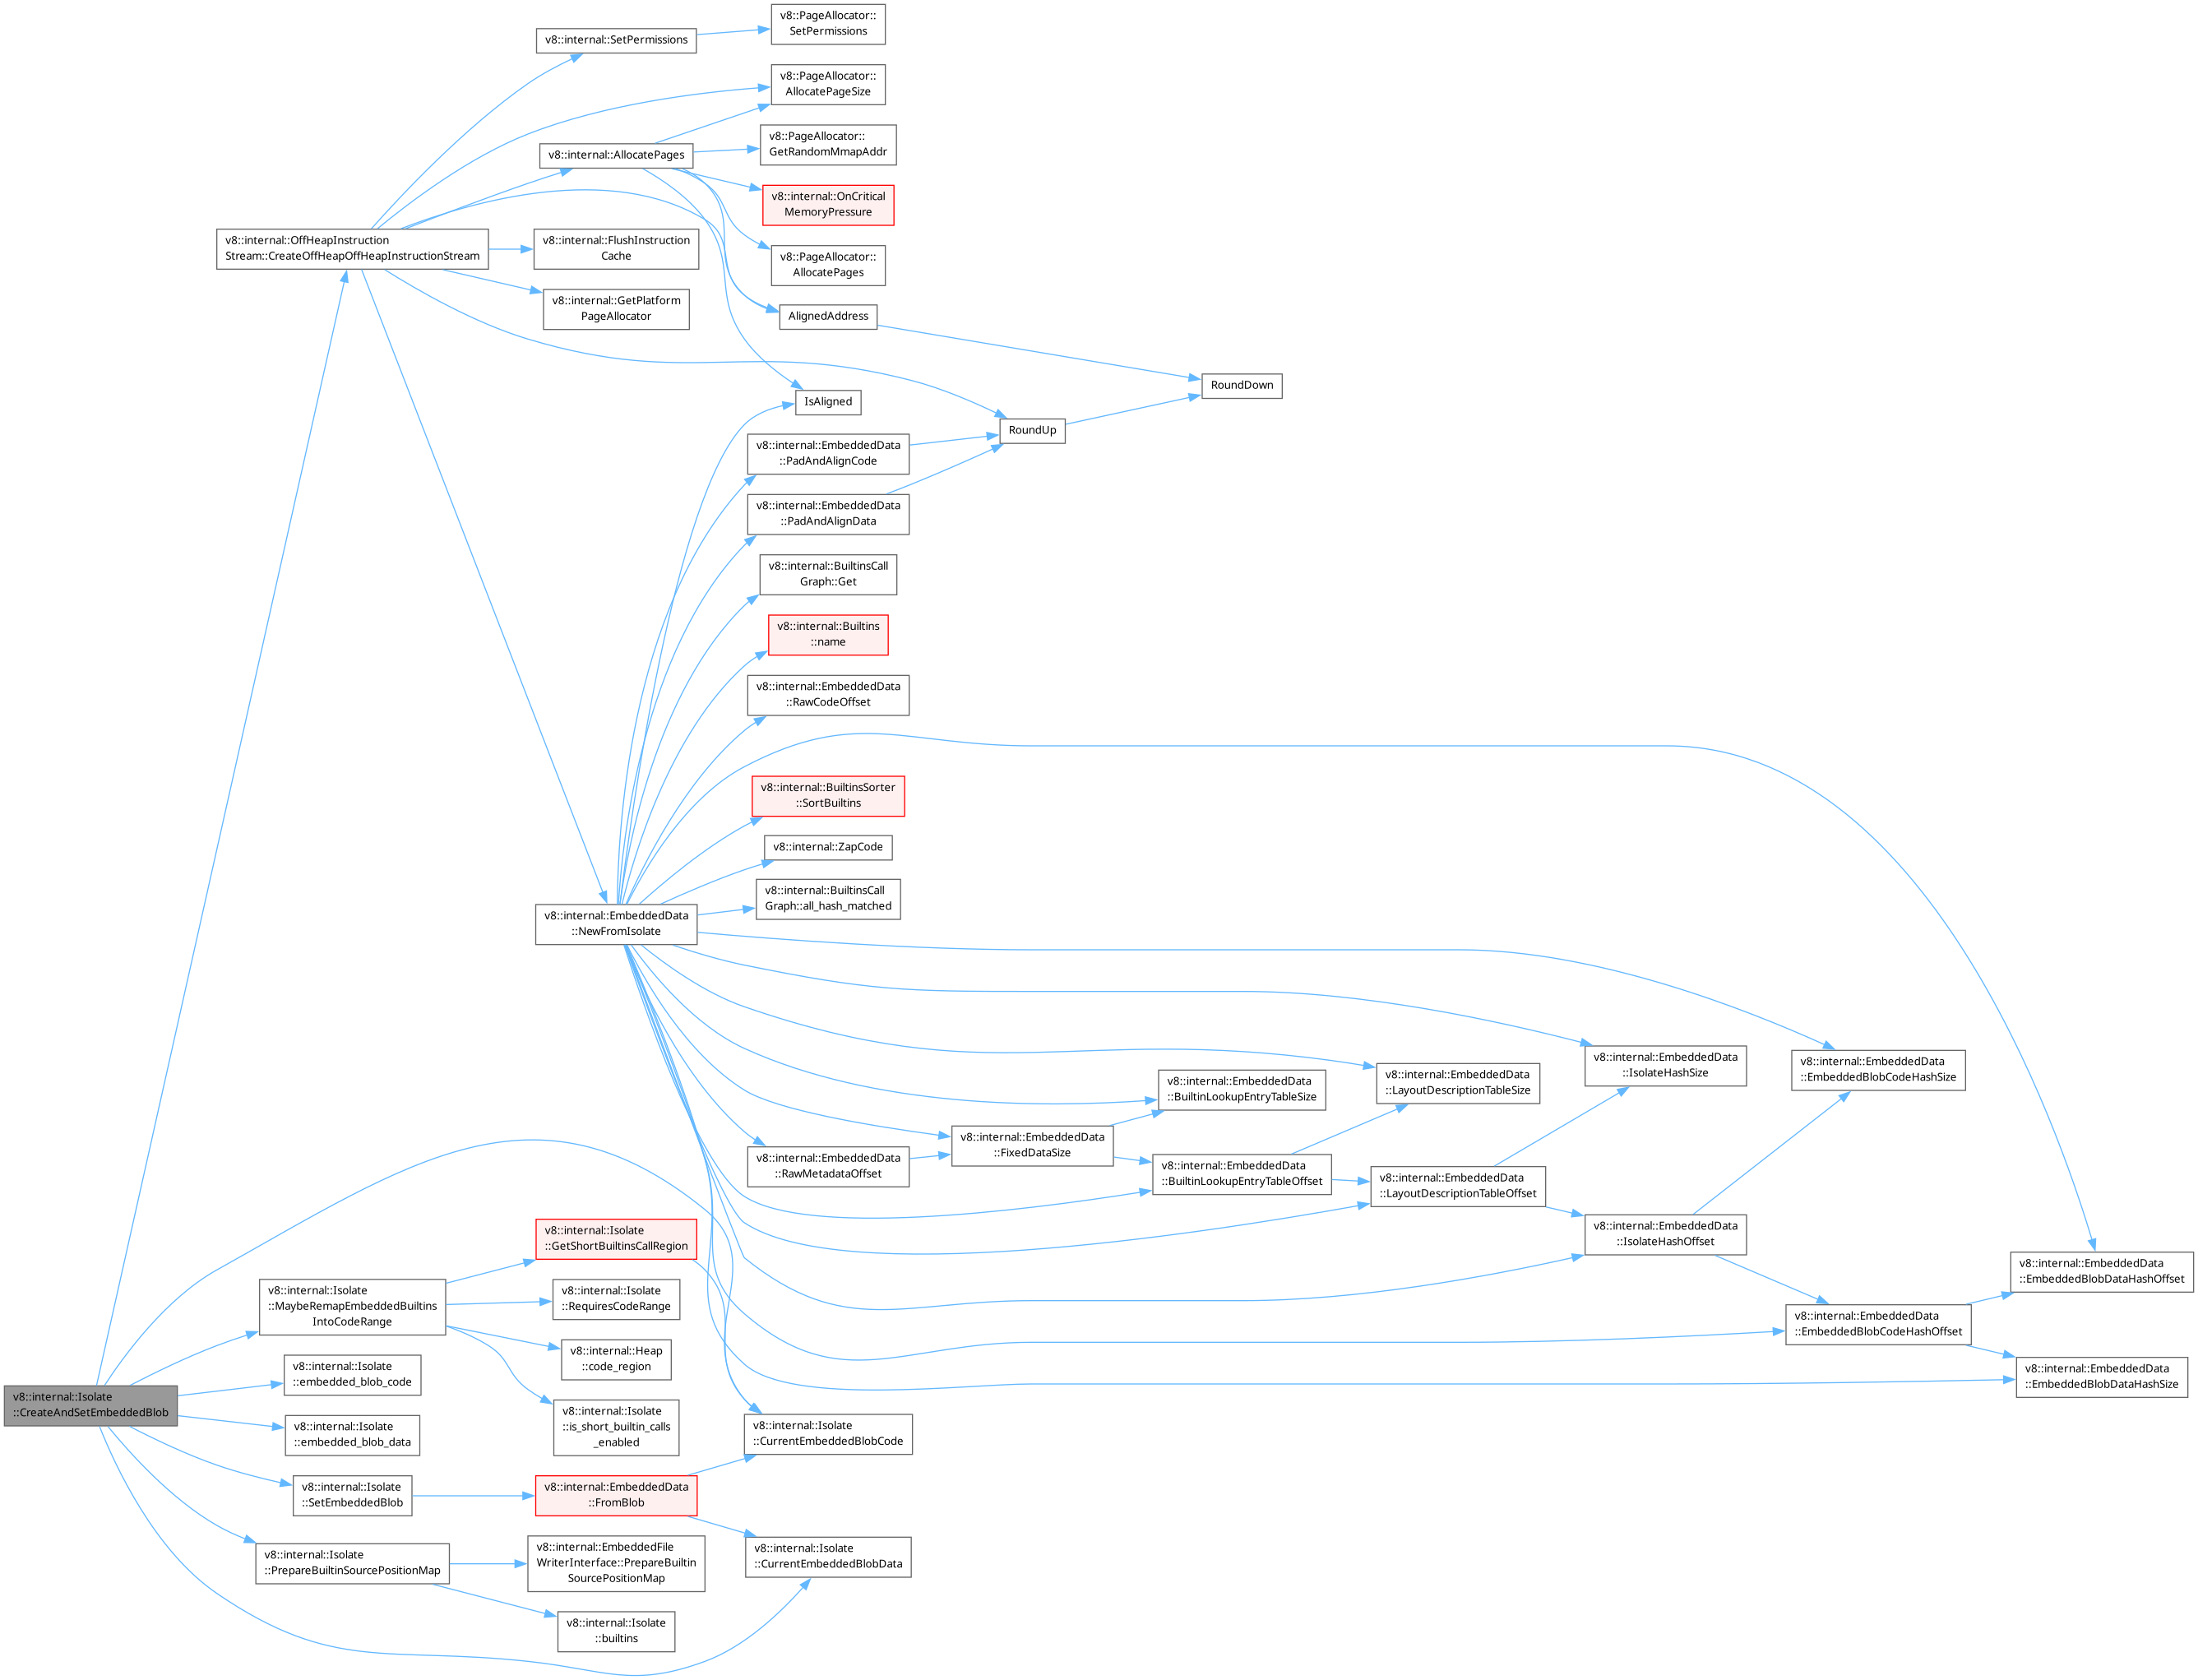 v8::internal::SetPermissions
v8::PageAllocator::
SetPermissions
v8::PageAllocator::
AllocatePageSize
v8::internal::AllocatePages
v8::PageAllocator::
GetRandomMmapAddr
v8::internal::OnCritical
MemoryPressure
v8::internal::OffHeapInstruction
Stream::CreateOffHeapOffHeapInstructionStream
v8::internal::FlushInstruction
Cache
v8::PageAllocator::
AllocatePages
v8::internal::GetPlatform
PageAllocator
AlignedAddress
RoundDown
IsAligned
RoundUp
v8::internal::EmbeddedData
::PadAndAlignCode
v8::internal::EmbeddedData
::PadAndAlignData
v8::internal::BuiltinsCall
Graph::Get
v8::internal::Builtins
::name
v8::internal::EmbeddedData
::RawCodeOffset
v8::internal::BuiltinsSorter
::SortBuiltins
v8::internal::ZapCode
v8::internal::BuiltinsCall
Graph::all_hash_matched
v8::internal::EmbeddedData
::NewFromIsolate
v8::internal::EmbeddedData
::IsolateHashSize
v8::internal::EmbeddedData
::EmbeddedBlobCodeHashSize
v8::internal::EmbeddedData
::LayoutDescriptionTableSize
v8::internal::EmbeddedData
::BuiltinLookupEntryTableSize
v8::internal::EmbeddedData
::FixedDataSize
v8::internal::EmbeddedData
::RawMetadataOffset
v8::internal::EmbeddedData
::BuiltinLookupEntryTableOffset
v8::internal::EmbeddedData
::LayoutDescriptionTableOffset
v8::internal::EmbeddedData
::IsolateHashOffset
v8::internal::EmbeddedData
::EmbeddedBlobDataHashOffset
v8::internal::EmbeddedData
::EmbeddedBlobCodeHashOffset
v8::internal::EmbeddedData
::EmbeddedBlobDataHashSize
v8::internal::Isolate
::GetShortBuiltinsCallRegion
v8::internal::Isolate
::MaybeRemapEmbeddedBuiltins
IntoCodeRange
v8::internal::Isolate
::RequiresCodeRange
v8::internal::Heap
::code_region
v8::internal::Isolate
::embedded_blob_code
v8::internal::Isolate
::CreateAndSetEmbeddedBlob
v8::internal::Isolate
::embedded_blob_data
v8::internal::Isolate
::is_short_builtin_calls
_enabled
v8::internal::Isolate
::CurrentEmbeddedBlobCode
v8::internal::Isolate
::SetEmbeddedBlob
v8::internal::EmbeddedData
::FromBlob
v8::internal::Isolate
::CurrentEmbeddedBlobData
v8::internal::Isolate
::PrepareBuiltinSourcePositionMap
v8::internal::EmbeddedFile
WriterInterface::PrepareBuiltin
SourcePositionMap
v8::internal::Isolate
::builtins